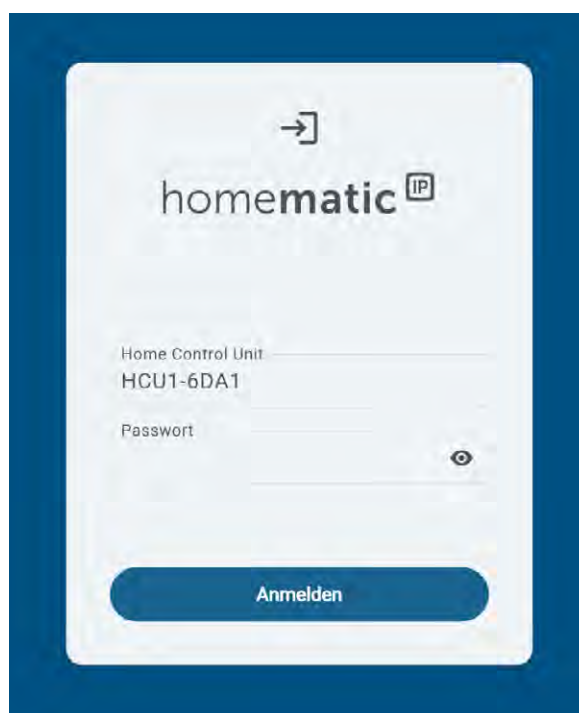 homematic IP
Home Control Unit
HCU1-6DA1
Passwort
Anmelden